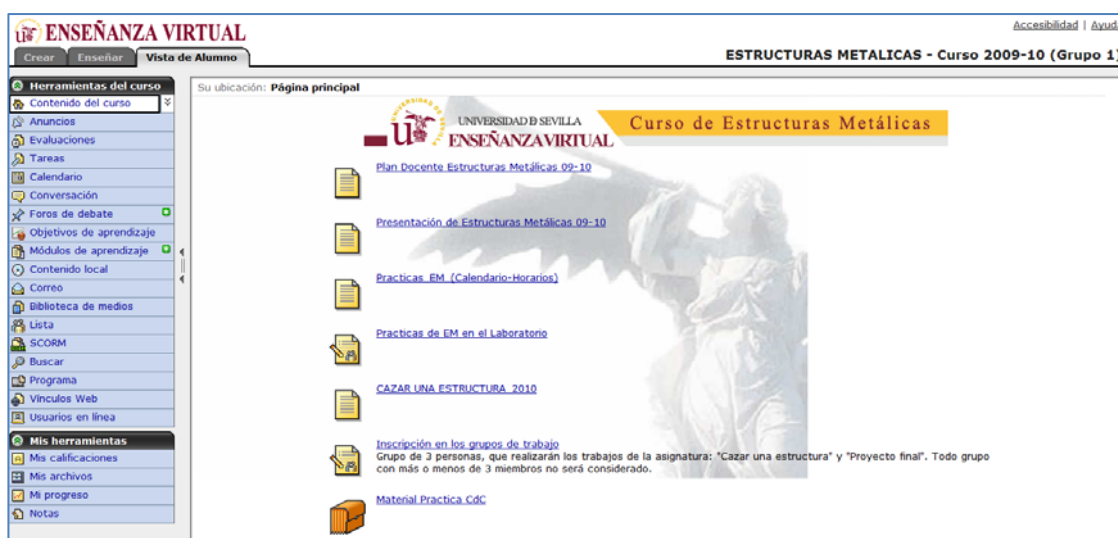 ENSEÑANZA VIRTUAL
Accesibilidad | Ayuda
Crear Enseñar Vista de Alumno
ESTRUCTURAS METALICAS - Curso 2009-10 (Grupo 1)
Herramientas del curso
Contenido del curso
Anuncios
Evaluaciones
Tareas
Calendario
Conversación
Foros de debate
Objetivos de aprendizaje
Módulos de aprendizaje
Contenido local
Correo
Biblioteca de medios
Lista
SCORM
Buscar
Programa
Vínculos Web
Usuarios en línea
Mis herramientas
Mis calificaciones
Mis archivos
Mi progreso
Notas
Su ubicación: Página principal
UNIVERSIDAD D SEVILLA
ENSEÑANZA VIRTUAL
Curso de Estructuras Metálicas
Plan Docente Estructuras Metálicas 09-10
Presentación de Estructuras Metálicas 09-10
Practicas EM (Calendario-Horarios)
Practicas de EM en el Laboratorio
CAZAR UNA ESTRUCTURA 2010
Inscripción en los grupos de trabajo
Grupo de 3 personas, que realizarán los trabajos de la asignatura: "Cazar una estructura" y "Proyecto final". Todo grupo
con más o menos de 3 miembros no será considerado.
Material Practica CdC